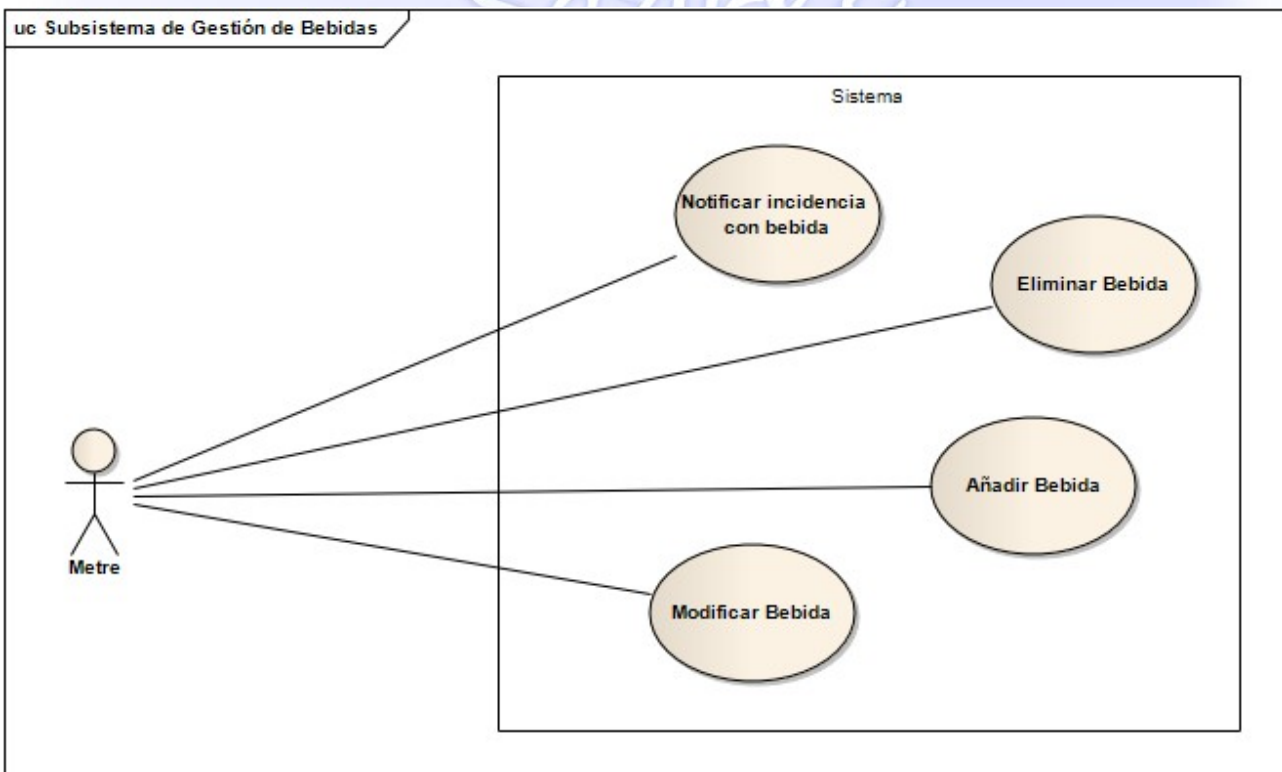 uc Subsistema de Gestión de Bebidas
Sistema
Notificar incidencia
con bebida
Eliminar Bebida
Añadir Bebida
Metre
Modificar Bebida